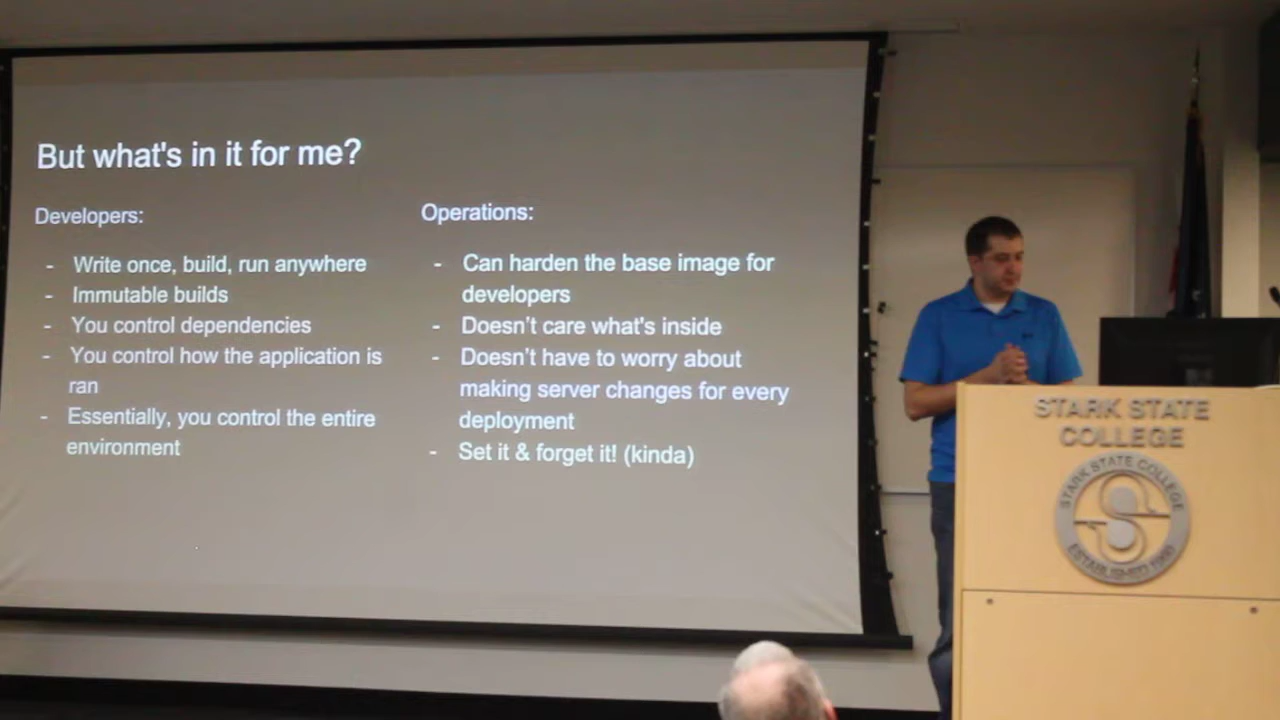 But what's in it for me?
Developers:
- Write once, build, run anywhere
- Immutable builds
- You control dependencies
- You control how the application is
ran
- Essentially, you control the entire
environment
Operations:
- Can harden the base image for
developers
- Doesn't care what's inside
- Doesn't have to worry about
making server changes for every
deployment
- Set it & forget it! (kinda)
STARK STATE
COLLEGE
STARK STATE COLLEGE
ESTABLISHED 1960